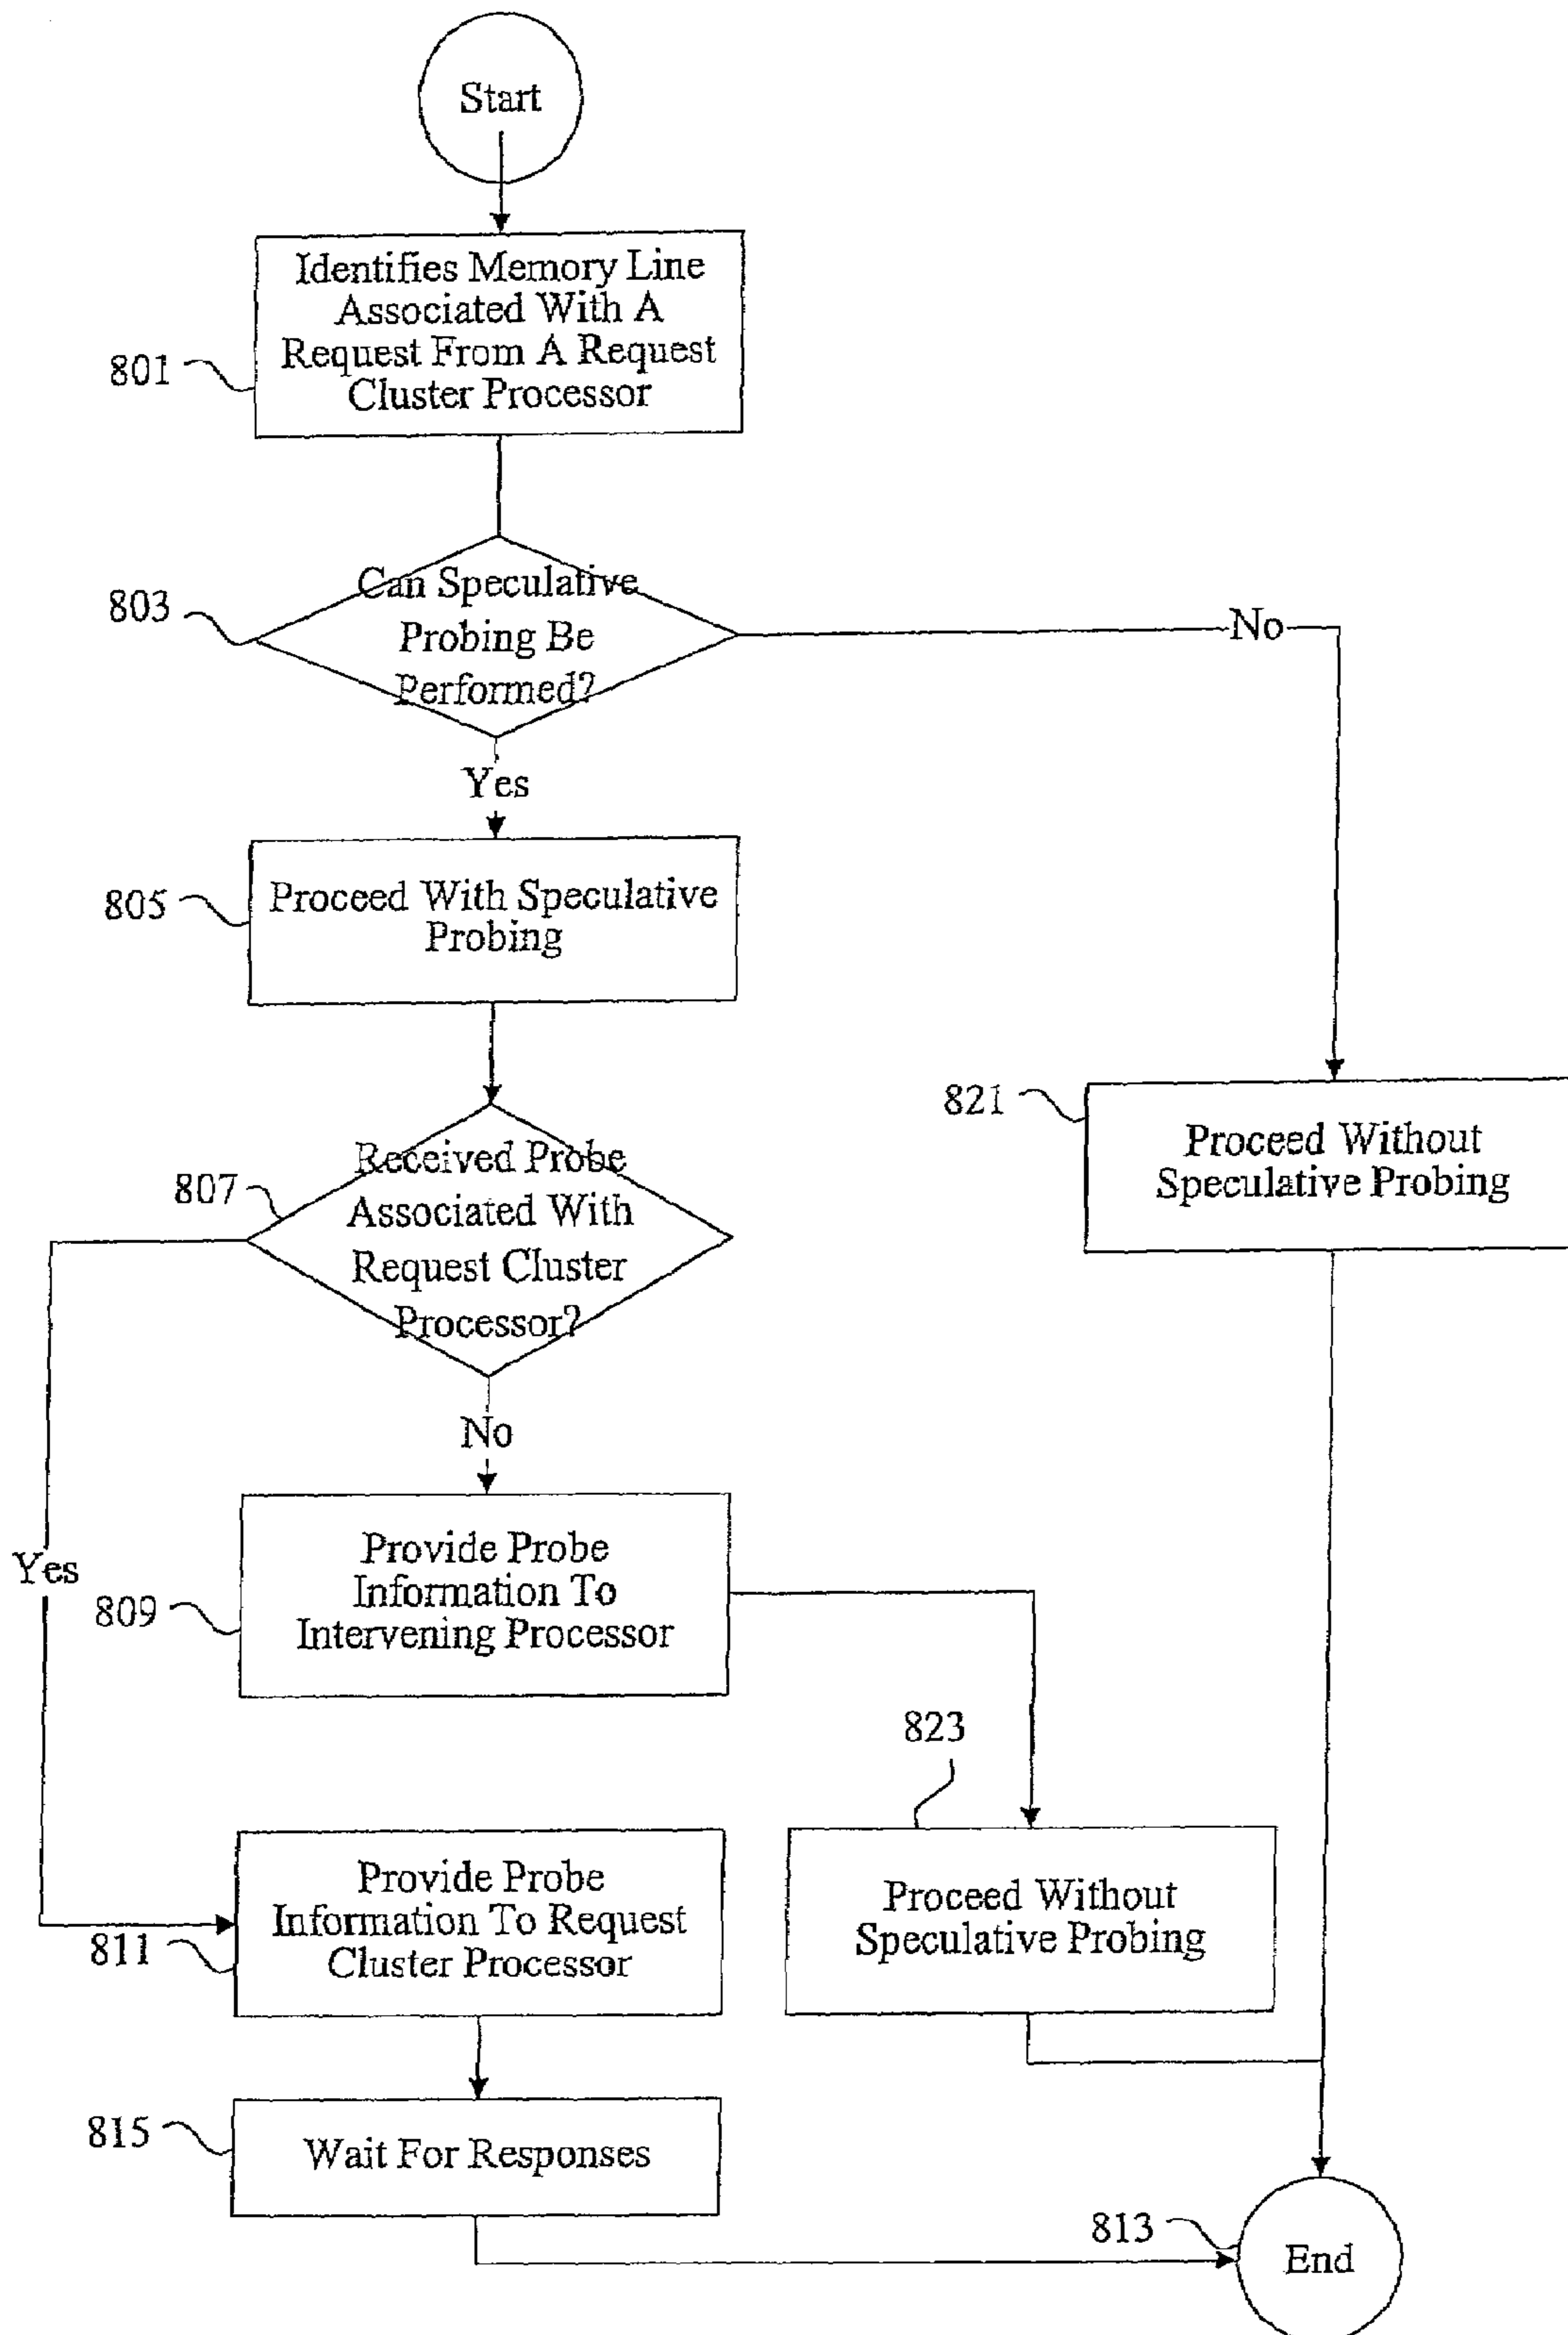 Start
Identifies Memory Line
Associated With A
Request From A Request
Cluster Processor
801
Can Speculative
Probing Be
Performed?
803
No
Yes
Proceed With Speculative
Probing
805
821
Proceed Without
Speculative Probing
Received Probe
Associated With
Request Cluster
Processor?
807
No
Yes
Provide Probe
Information To
Intervening Processor
809
823
Proceed Without
Speculative Probing
Provide Probe
Information To Request
Cluster Processor
811
815
Wait For Responses
813
End